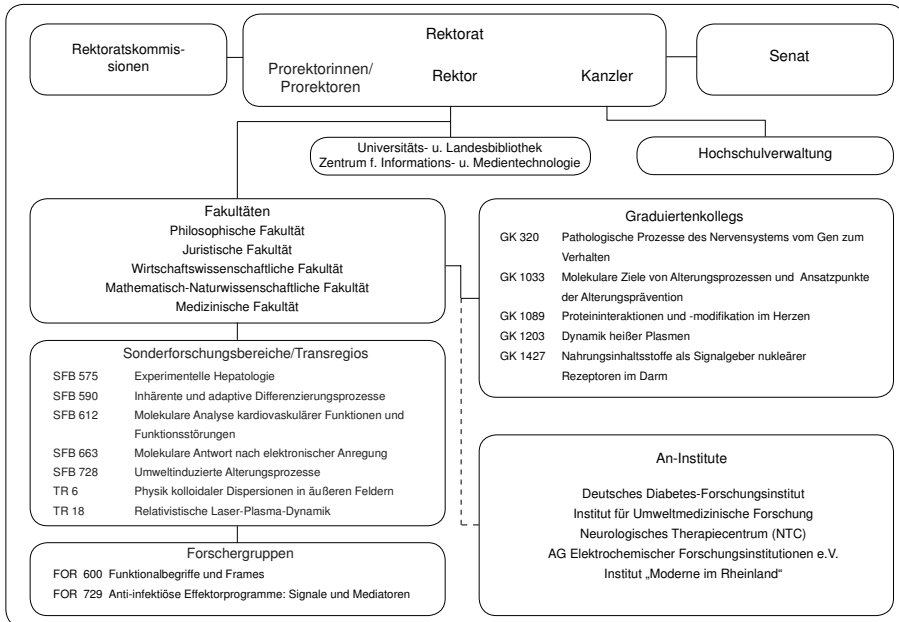 Rektoratskommis-
sionen
Rektorat
Prorektorinnen/
Prorektoren
Rektor
Kanzler
Senat
Universitäts- u. Landesbibliothek
Zentrum f. Informations- u. Medientechnologie
Hochschulverwaltung
Fakultäten
Philosophische Fakultät
Juristische Fakultät
Wirtschaftswissenschaftliche Fakultät
Mathematisch-Naturwissenschaftliche Fakultät
Medizinische Fakultät
Graduiertenkollegs
GK 320 Pathologische Prozesse des Nervensystems vom Gen zum
Verhalten
GK 1033 Molekulare Ziele von Alterungsprozessen und Ansatzpunkte
der Alterungsprävention
GK 1089 Proteininteraktionen und -modifikation im Herzen
GK 1203 Dynamik heißer Plasmen
GK 1427 Nahrungsinhaltsstoffe als Signalgeber nukleärer
Rezeptoren im Darm
Sonderforschungsbereiche/Transregios
SFB 575 Experimentelle Hepatologie
SFB 590 Inhärente und adaptive Differenzierungsprozesse
SFB 612 Molekulare Analyse kardiovaskulärer Funktionen und
Funktionsstörungen
SFB 663 Molekulare Antwort nach elektronischer Anregung
SFB 728 Umweltinduzierte Alterungsprozesse
TR 6 Physik kolloidaler Dispersionen in äußeren Feldern
TR 18 Relativistische Laser-Plasma-Dynamik
An-Institute
Deutsches Diabetes-Forschungsinstitut
Institut für Umweltmedizinische Forschung
Neurologisches Therapiecentrum (NTC)
AG Elektrochemischer Forschungsinstitutionen e.V.
Institut „Moderne im Rheinland“
Forschergruppen
FOR 600 Funktionalbegriffe und Frames
FOR 729 Anti-infektiöse Effektorprogramme: Signale und Mediatoren